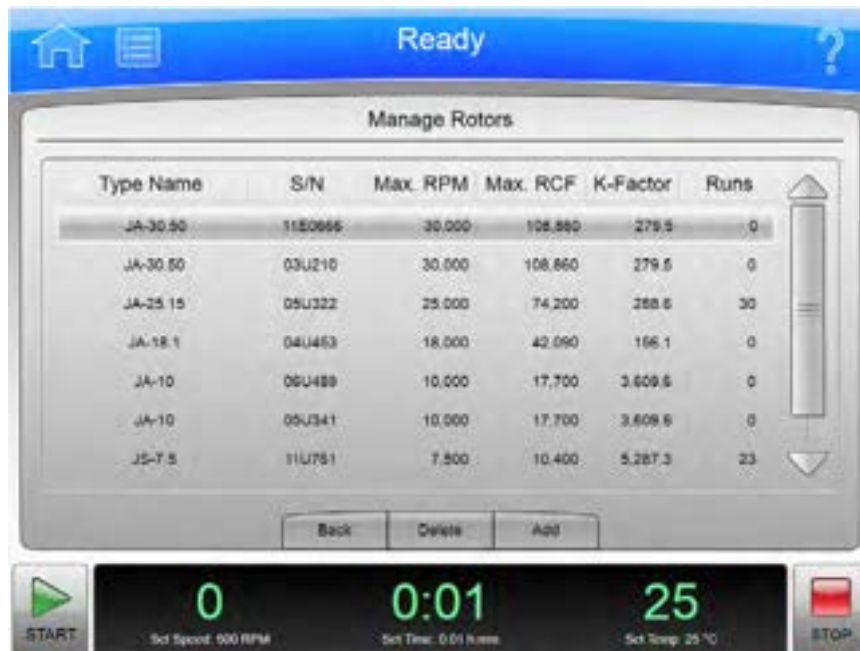 Ready
Manage Rotors
Type Name S/N Max. RPM Max. RCF K-Factor Runs
JA-30.50 11E0666 30,000 108,860 279.5 0
JA-30.50 03U210 30,000 108,860 279.5 0
JA-25.15 05U322 25,000 74,200 288.6 30
JA-18.1 04U453 18,000 42,090 156.1 0
JA-10 06U489 10,000 17,700 3,609.6 0
JA-10 05U341 10,000 17,700 3,609.6 0
JS-7.5 11U761 7,500 10,400 5,287.3 23
Back Delete Add
0 0:01 25
START Set Speed: 500 RPM Set Time: 0:01 h:mm Set Temp: 25 °C STOP